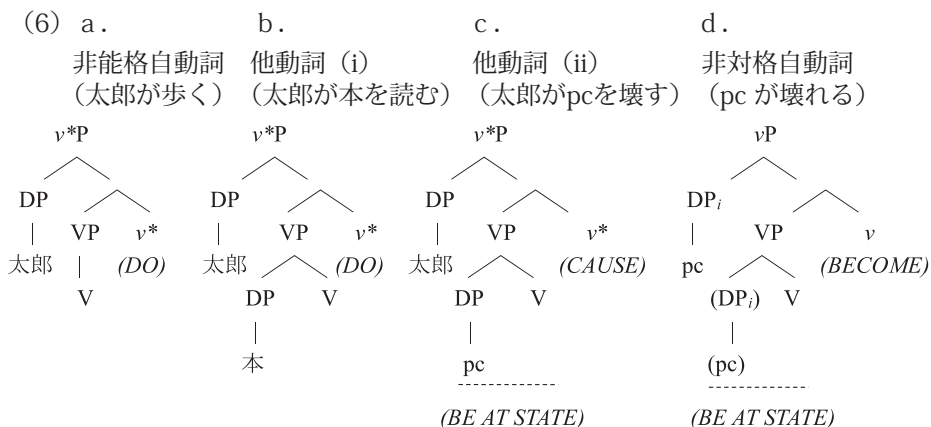 (6) a. b. c. d.
非能格自動詞 他動詞（i） 他動詞（ii） 非対格自動詞
（太郎が歩く） （太郎が本を読む） （太郎がpcを壊す） （pc が壊れる）
v*P v*P v*P vP
DP DP DP DPi
VP v* VP v* VP v* VP v
太郎 (DO) 太郎 (DO) 太郎 (CAUSE) pc (BECOME)
V DP V DP V (DPi) V
本 pc (pc)
(BE AT STATE) (BE AT STATE)